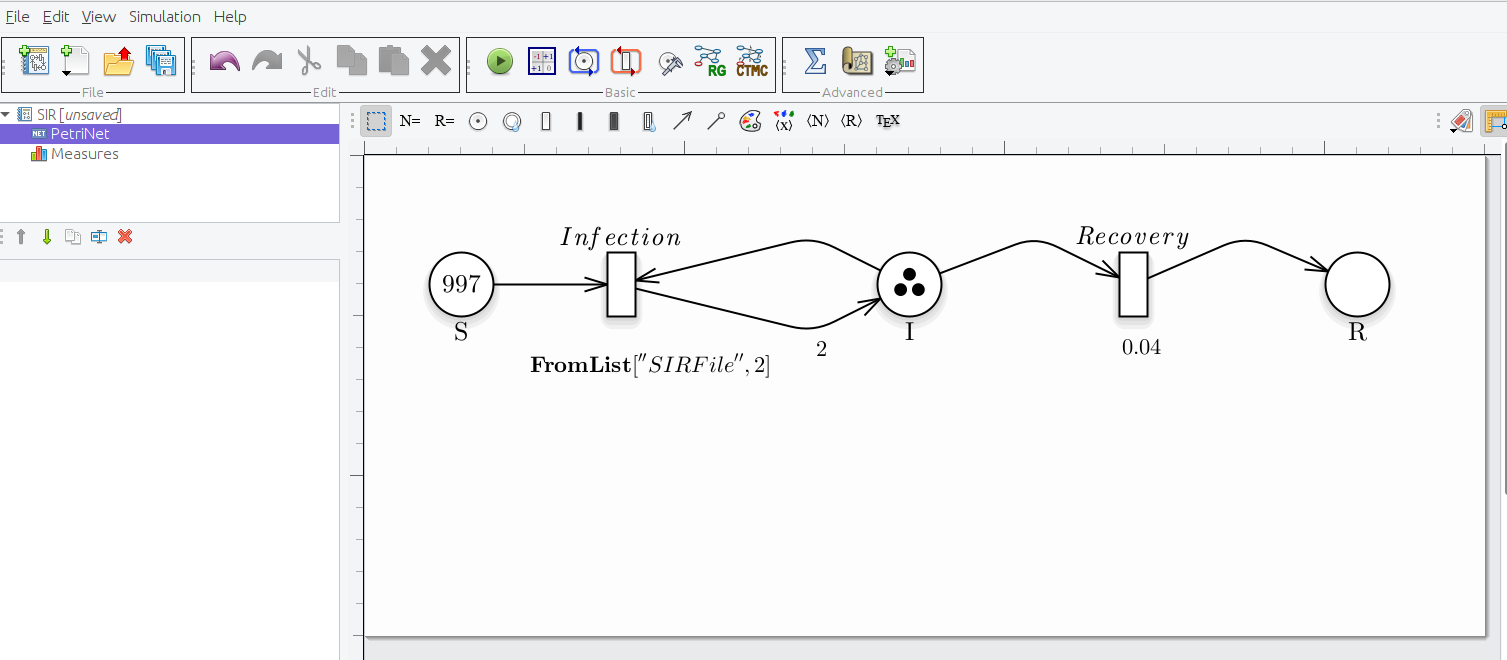 File Edit View Simulation Help
RG CTMC
File Edit Basic Advanced
SIR [unsaved]
NET PetriNet
Measures
N= R= ⟨X⟩ ⟨N⟩ ⟨R⟩ TEX
Infection Recovery
997
S I R
FromList["SIRFile", 2] 2 0.04